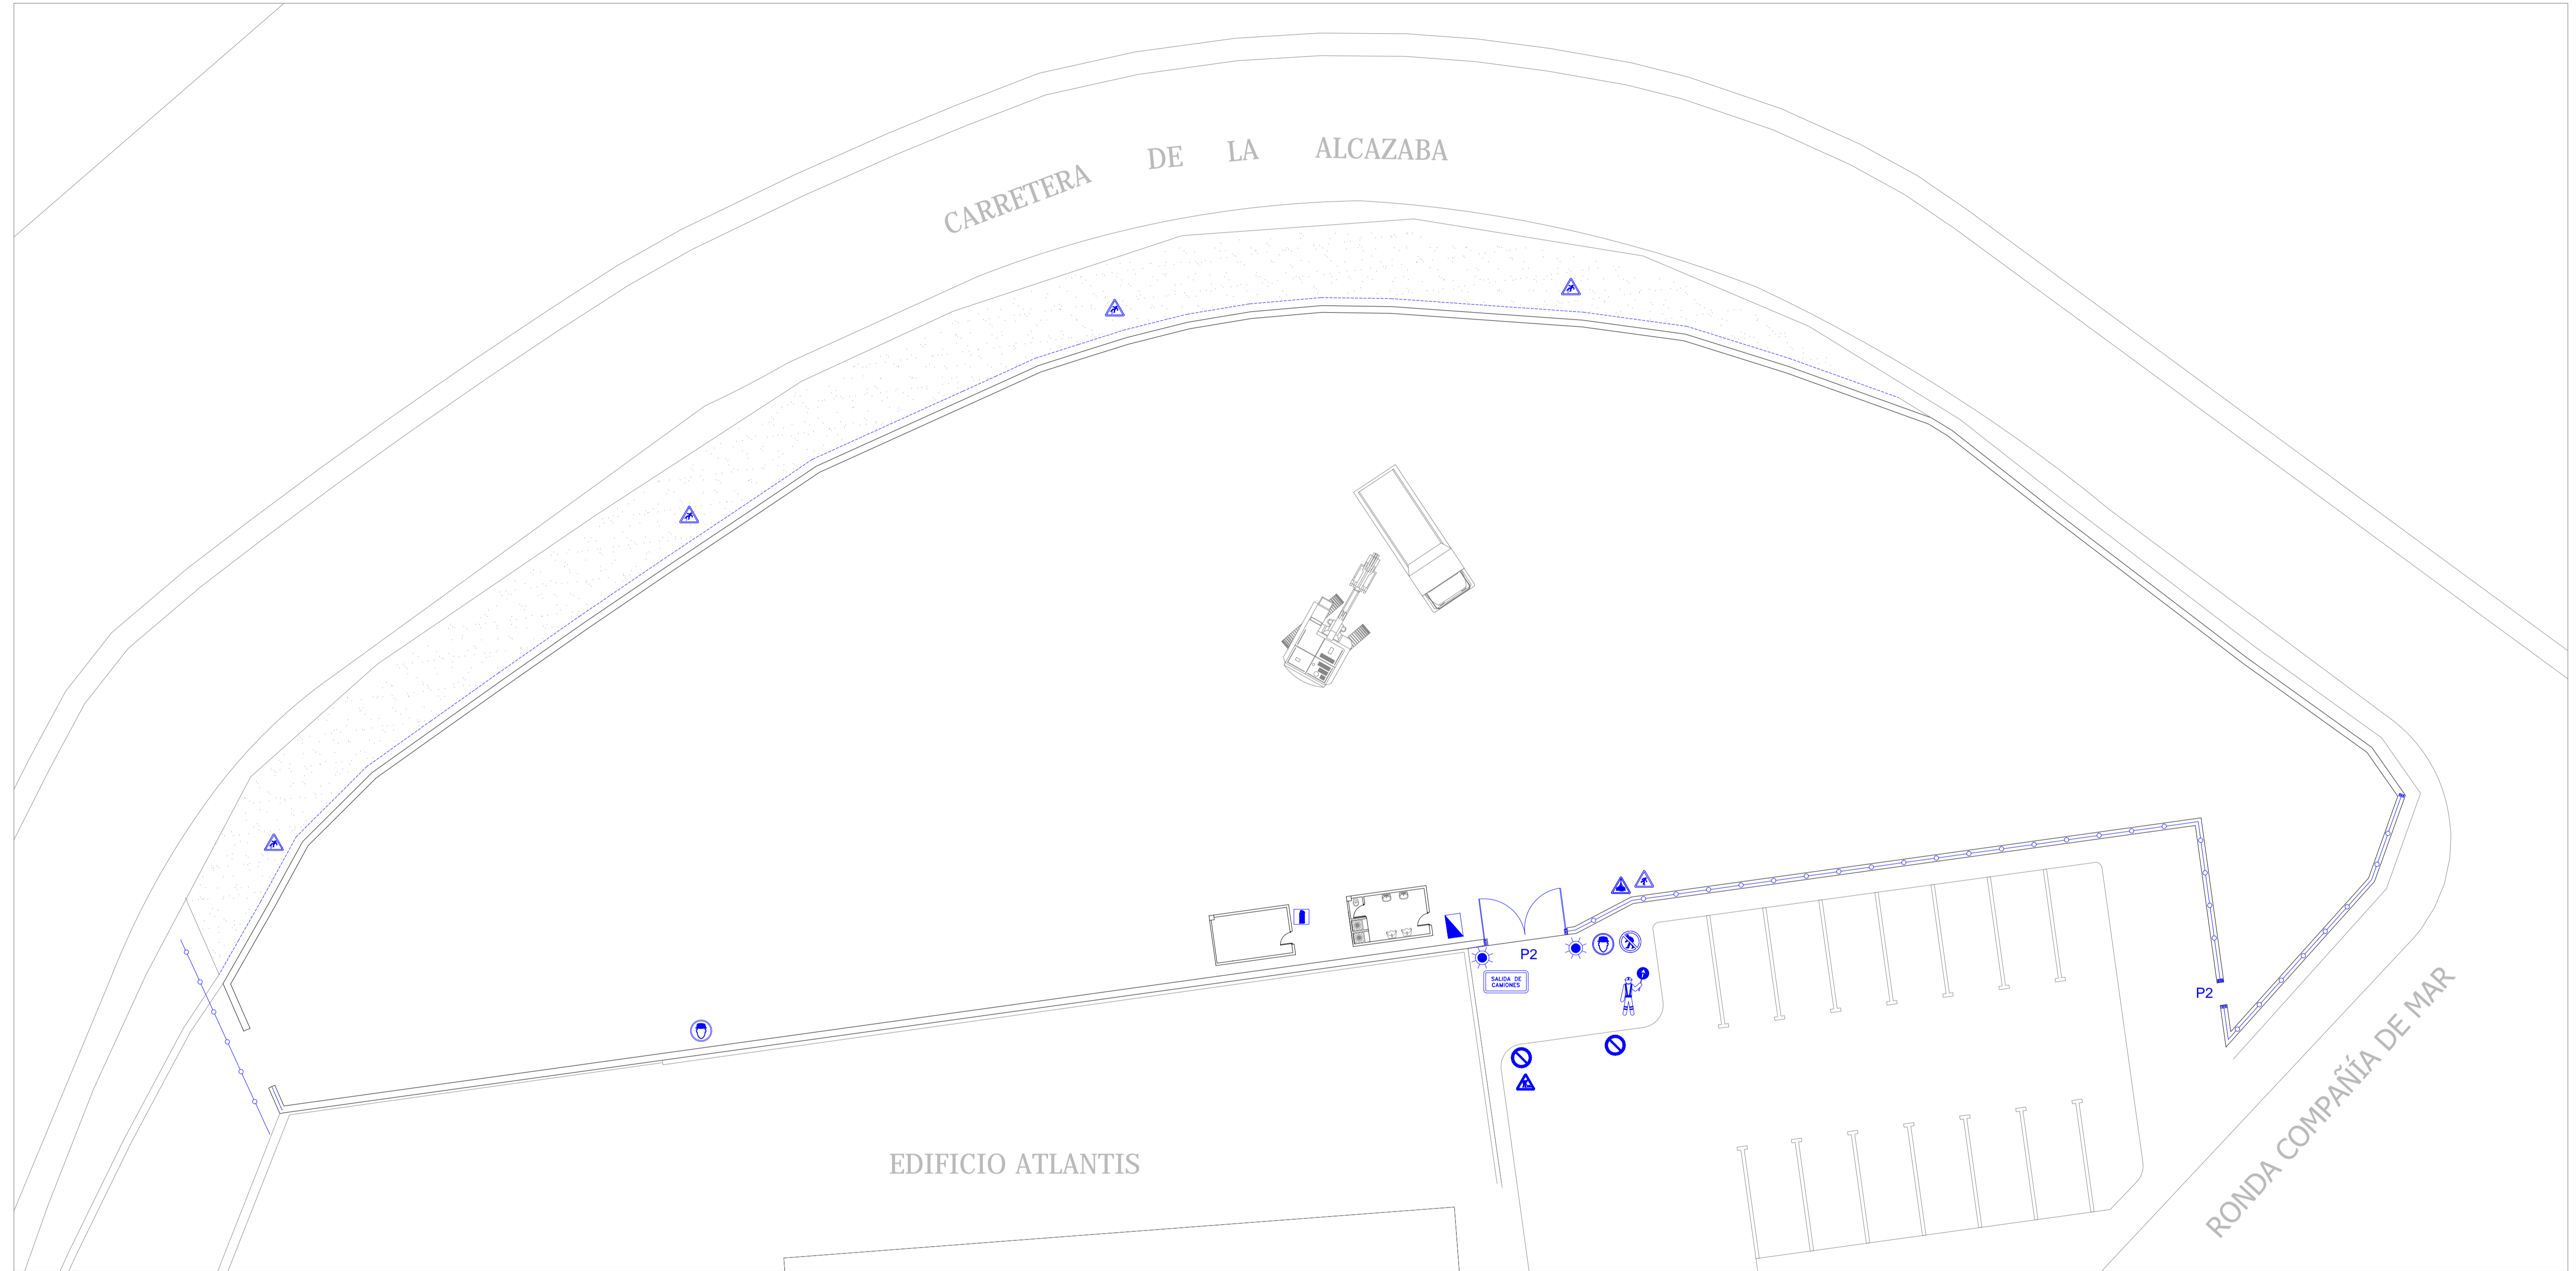 CARRETERA DE LA ALCAZABA
P2
SALIDA DE
CAMIONES
P2
EDIFICIO ATLANTIS
RONDA COMPAÑÍA DE MAR